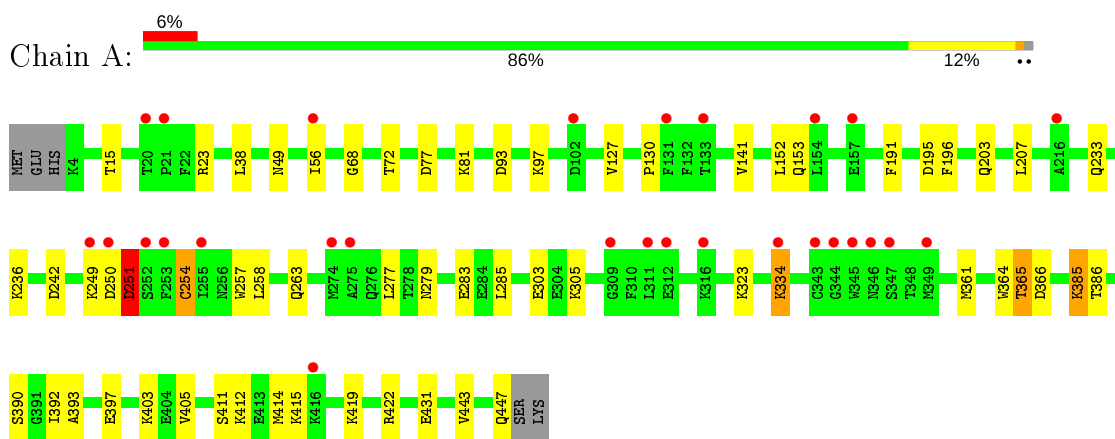 6%
Chain A:
86% 12% ••
MET GLU HIS K4 T15 T20 P21 F22 R23 L38 N49 I56 G68 T72 D77 K81 D93 K97 D102 V127 P130 F131 F132 T133 V141 L152 Q153 L154 E157 F191 D195 F196 Q203 L207 A216 Q233
K236 D242 K249 D250 D251 S252 F253 C254 I255 N256 W257 L258 Q263 M274 A275 Q276 L277 T278 N279 E283 E284 L285 E303 E304 K305 G309 F310 L311 E312 K316 K323 K334 C343 G344 W345 N346 S347 T348 M349 M361 W364 T365 D366 K385 T386
S390 G391 I392 A393 E397 K403 E404 V405 S411 K412 E413 M414 K415 K416 K419 R422 E431 V443 Q447 SER LYS